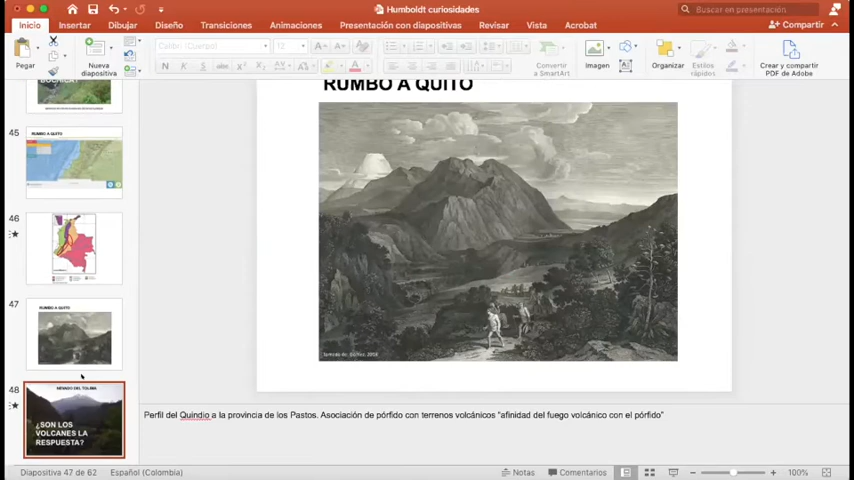 Humboldt curiosidades
Buscar en presentación
Inicio
Insertar
Dibujar
Diseño
Transiciones
Animaciones
Presentación con diapositivas
Revisar
Vista
Acrobat
Compartir
Calibri (Cuerpo)
12
Pegar
Nueva
diapositiva
Convertir
a SmartArt
Imagen
Organizar
Estilos
rápidos
Crear y compartir
PDF de Adobe
45
RUMBO A QUITO
46
47
RUMBO A QUITO
48
NEVADO DEL TOLIMA
¿SON LOS
VOLCANES LA
RESPUESTA?
RUMBO A QUITO
Perfil del Quindio a la provincia de los Pastos. Asociación de pórfido con terrenos volcánicos "afinidad del fuego volcánico con el pórfido"
Diapositiva 47 de 62
Español (Colombia)
Notas
Comentarios
100%